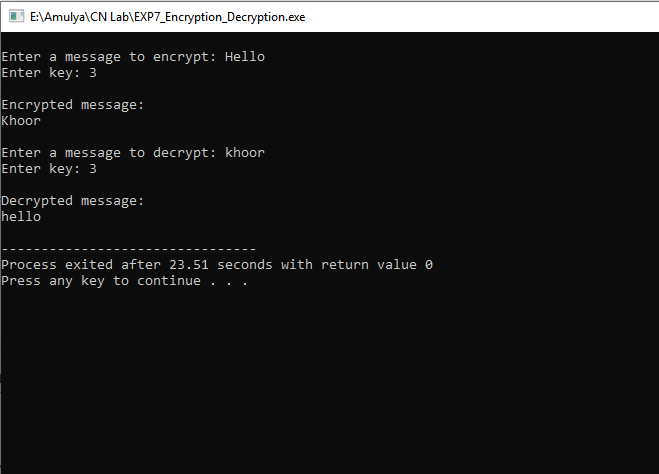 E:\Amulya\CN Lab\EXP7_Encryption_Decryption.exe
Enter a message to encrypt: Hello
Enter key: 3
Encrypted message:
Khoor
Enter a message to decrypt: khoor
Enter key: 3
Decrypted message:
hello
--------------------------------
Process exited after 23.51 seconds with return value 0
Press any key to continue . . .